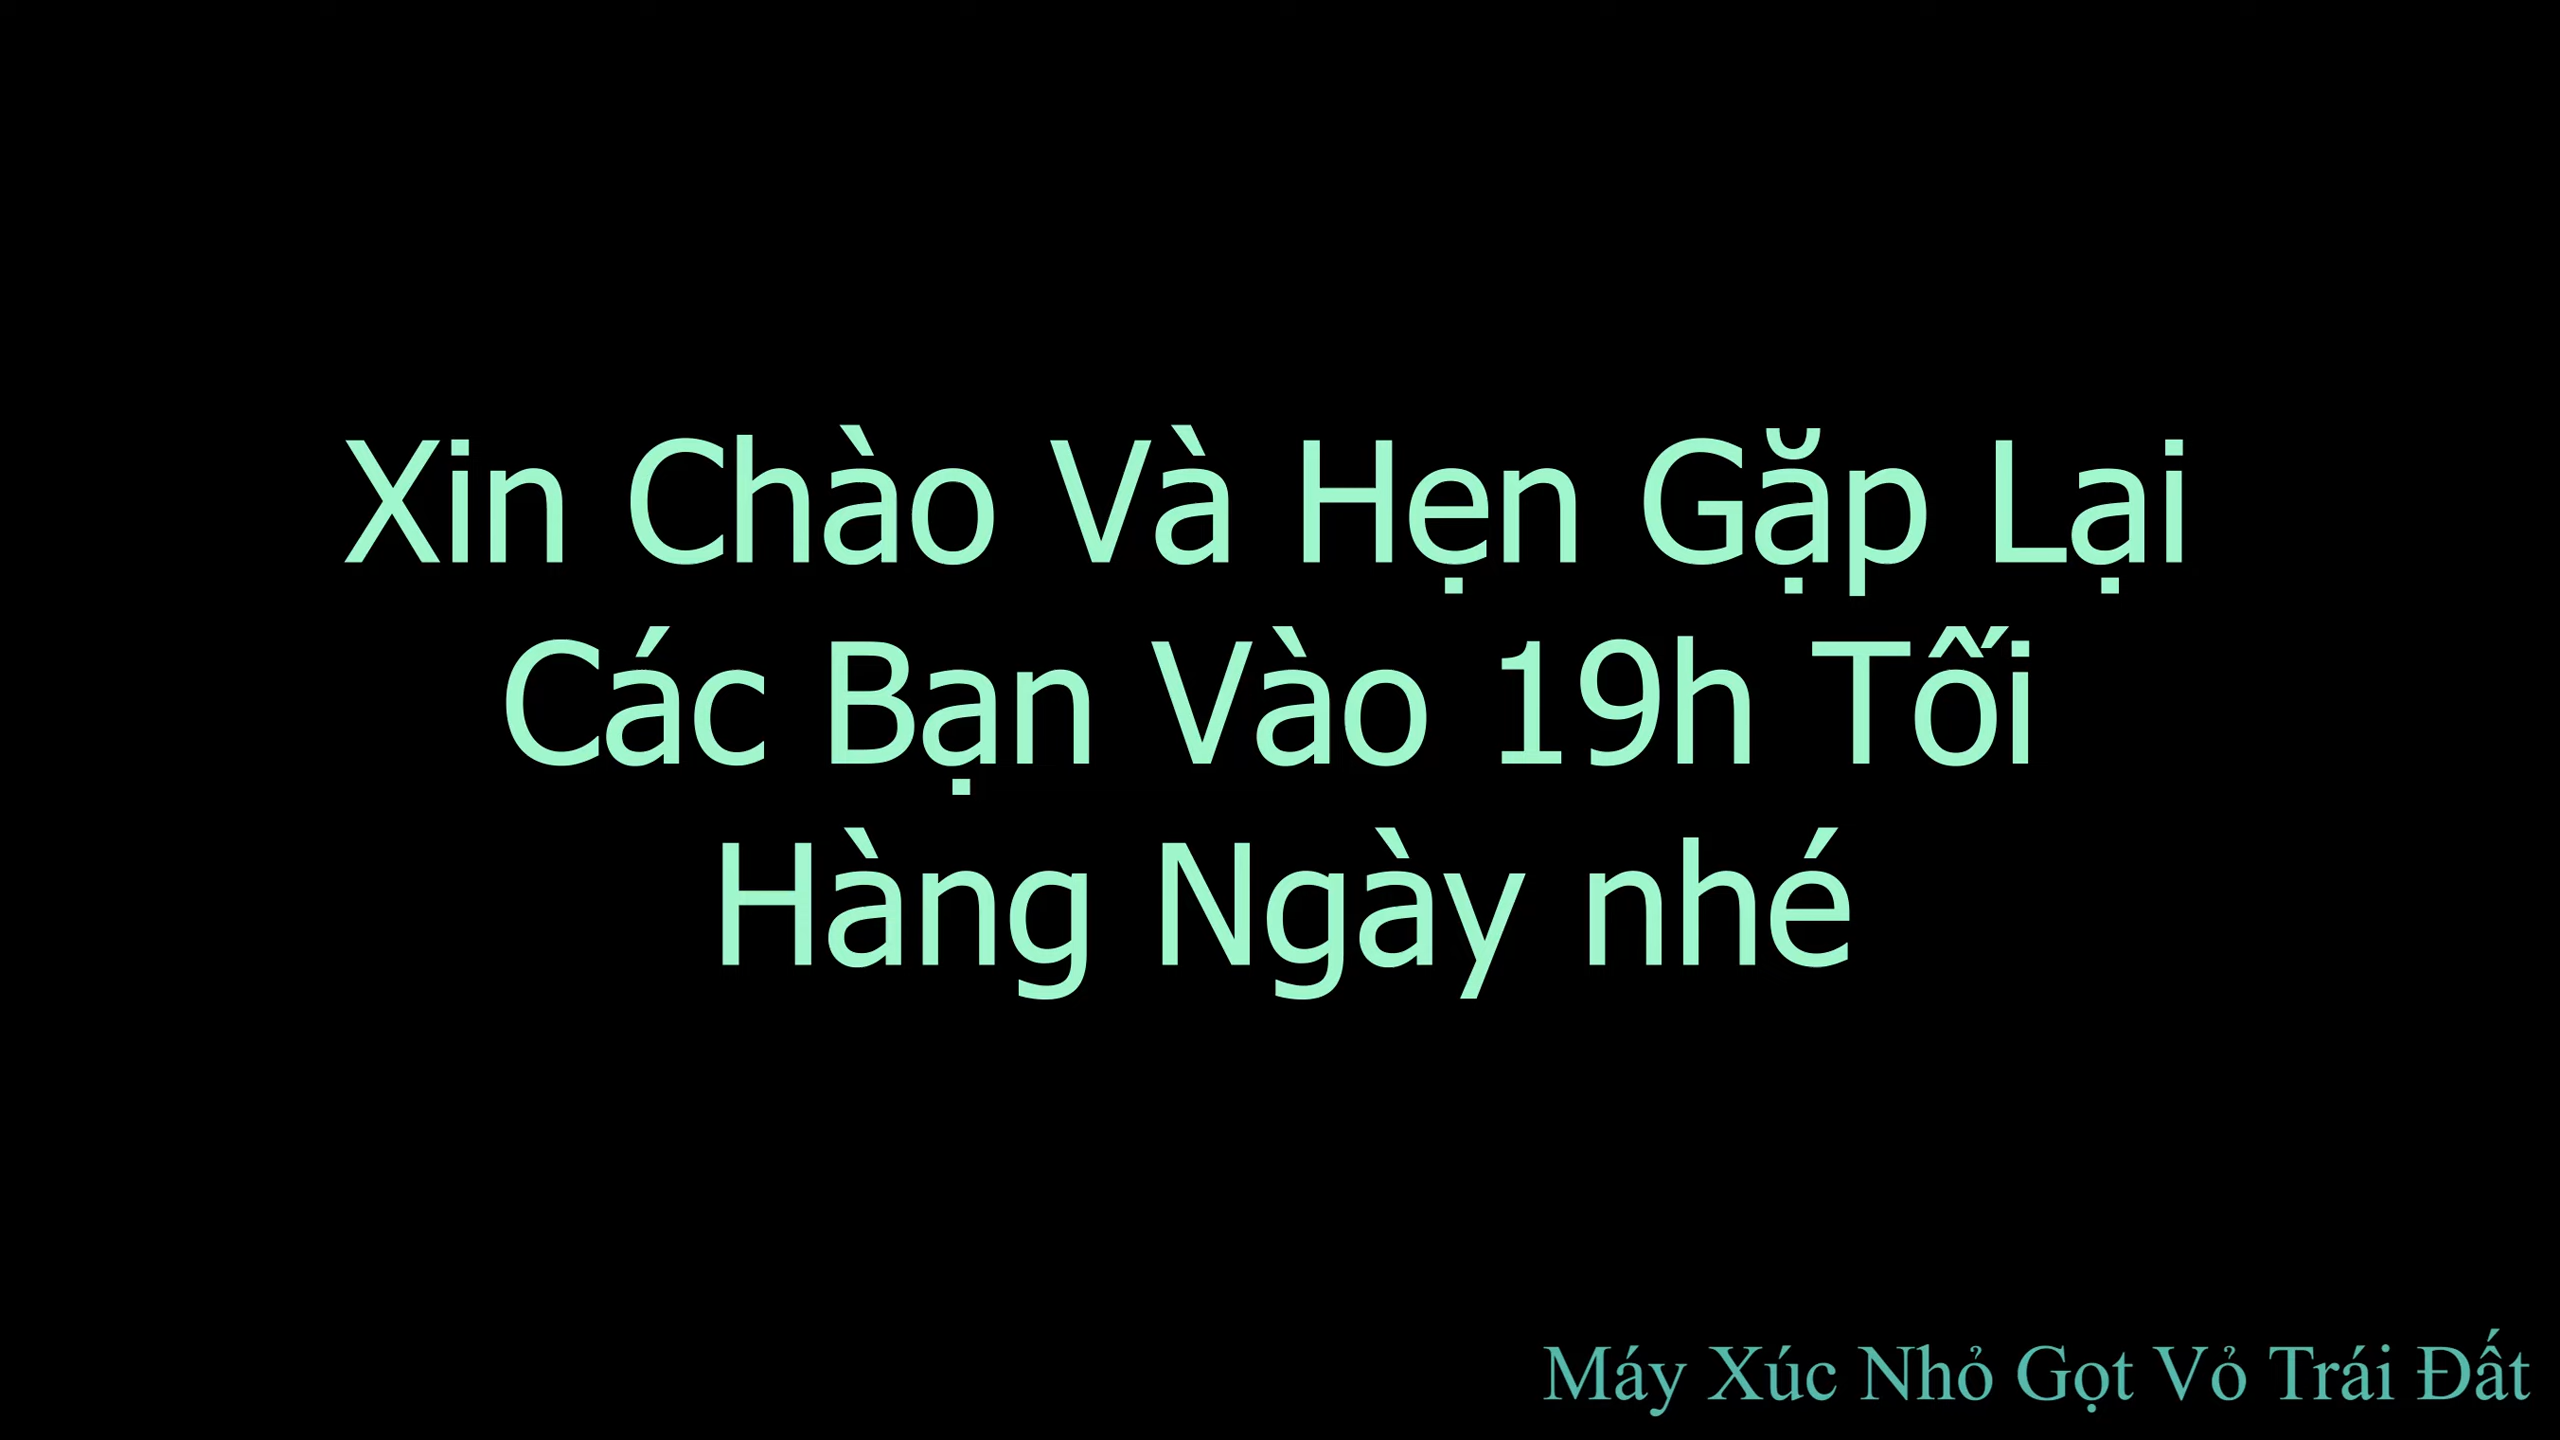 Xin Chào Và Hẹn Gặp Lại
Các Bạn Vào 19h Tối
Hàng Ngày nhé
Máy Xúc Nhỏ Gọt Vỏ Trái Đất